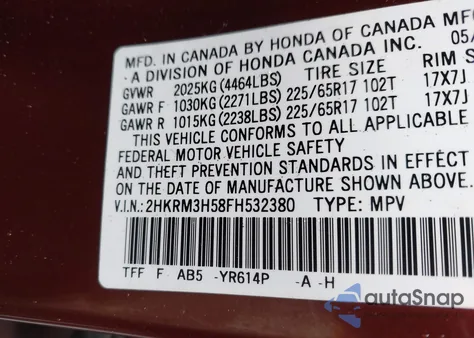 MFD. IN CANADA BY HONDA OF CANADA MFG
- A DIVISION OF HONDA CANADA INC. 05/
GVWR 2025KG (4464LBS) TIRE SIZE RIM S
GAWR F 1030KG (2271LBS) 225/65R17 102T 17X7J
GAWR R 1015KG (2238LBS) 225/65R17 102T 17X7J
THIS VEHICLE CONFORMS TO ALL APPLICABLE
FEDERAL MOTOR VEHICLE SAFETY
AND THEFT PREVENTION STANDARDS IN EFFECT
DATE OF MANUFACTURE SHOWN ABOVE.
V.I.N.: 2HKRM3H58FH532380 TYPE: MPV
TFF F AB5 -YR614P -A -H
autoSnap